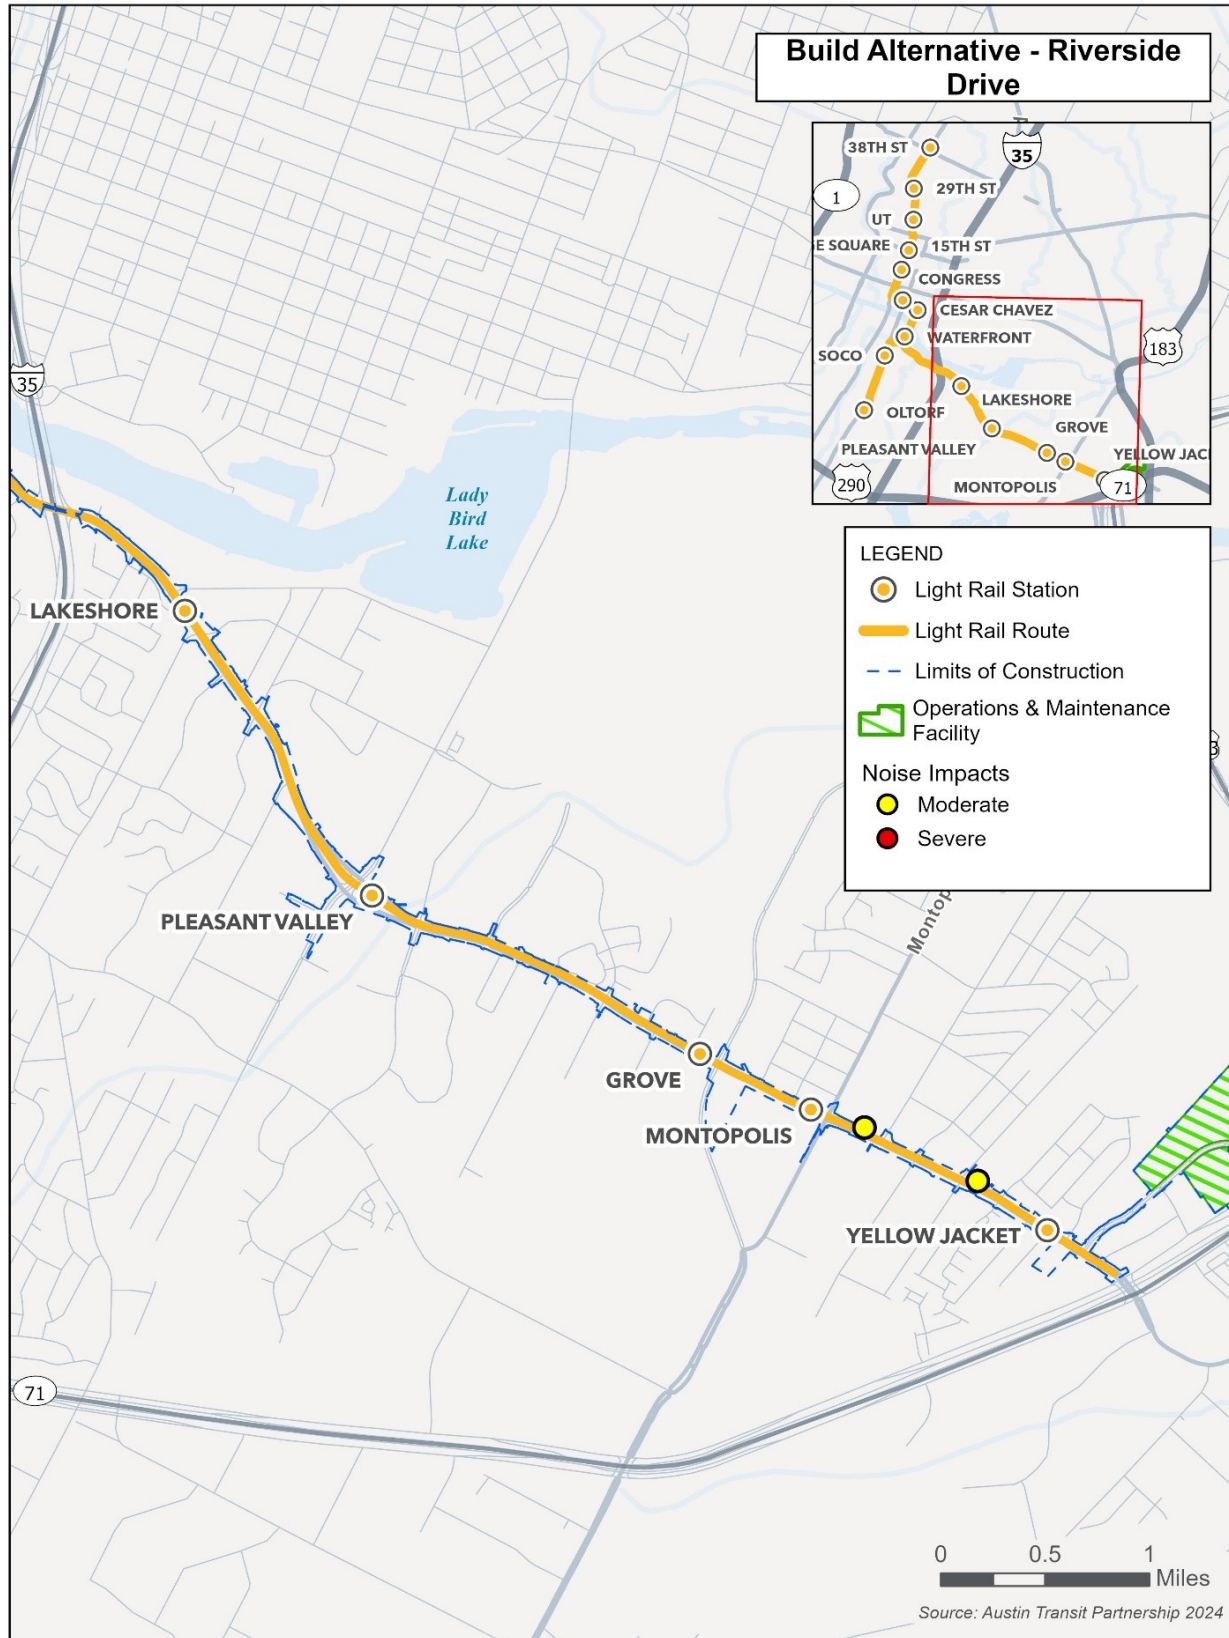 Build Alternative - Riverside
Drive
38TH ST
35
1
29TH ST
UT
E SQUARE
15TH ST
CONGRESS
CESAR CHAVEZ
WATERFRONT
SOCO
183
LAKESHORE
OLTORF
GROVE
PLEASANT VALLEY
YELLOW JAC
290
MONTOPOLIS
71
LEGEND
Light Rail Station
Light Rail Route
Limits of Construction
Operations & Maintenance
Facility
Noise Impacts
Moderate
Severe
35
Lady
Bird
Lake
LAKESHORE
3
PLEASANT VALLEY
Montop
GROVE
MONTOPOLIS
YELLOW JACKET
71
0 0.5 1
Miles
Source: Austin Transit Partnership 2024